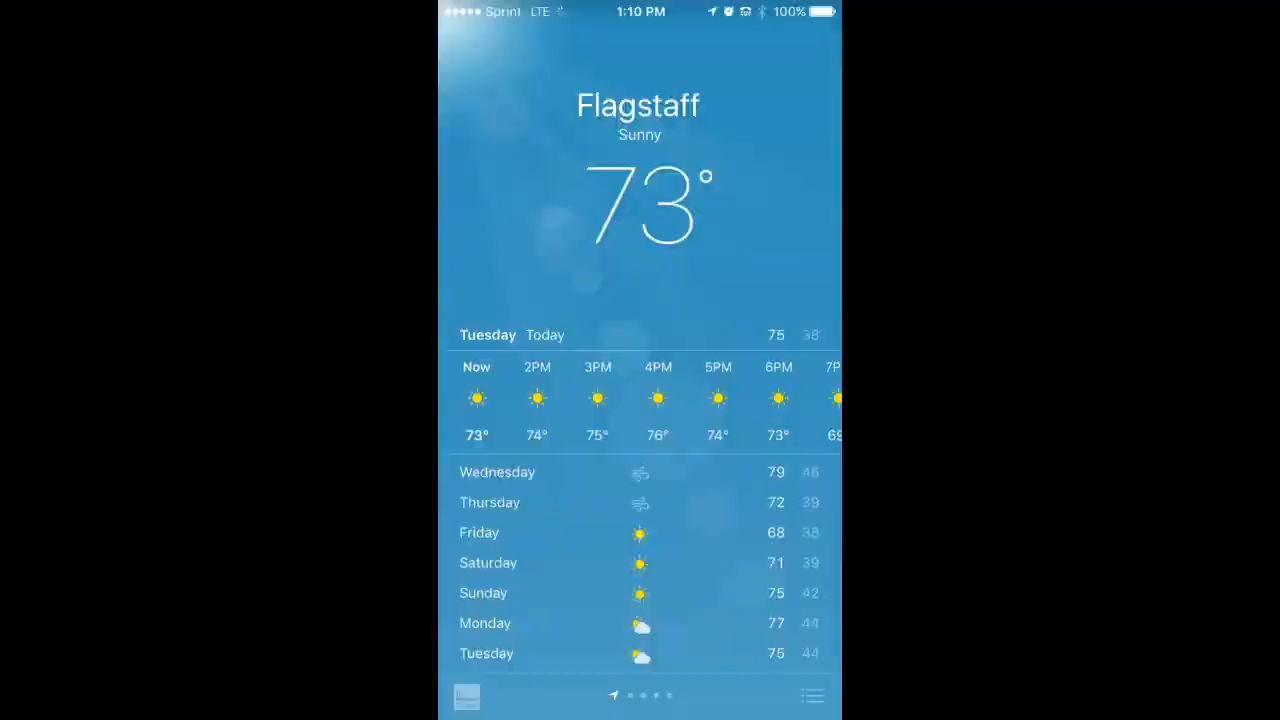 Sprint LTE 1:10 PM 100%
Flagstaff
Sunny
73°
Tuesday Today 75 38
Now 2PM 3PM 4PM 5PM 6PM 7P
73° 74° 75° 76° 74° 73° 69
Wednesday 79 46
Thursday 72 39
Friday 68 38
Saturday 71 39
Sunday 75 42
Monday 77 44
Tuesday 75 44